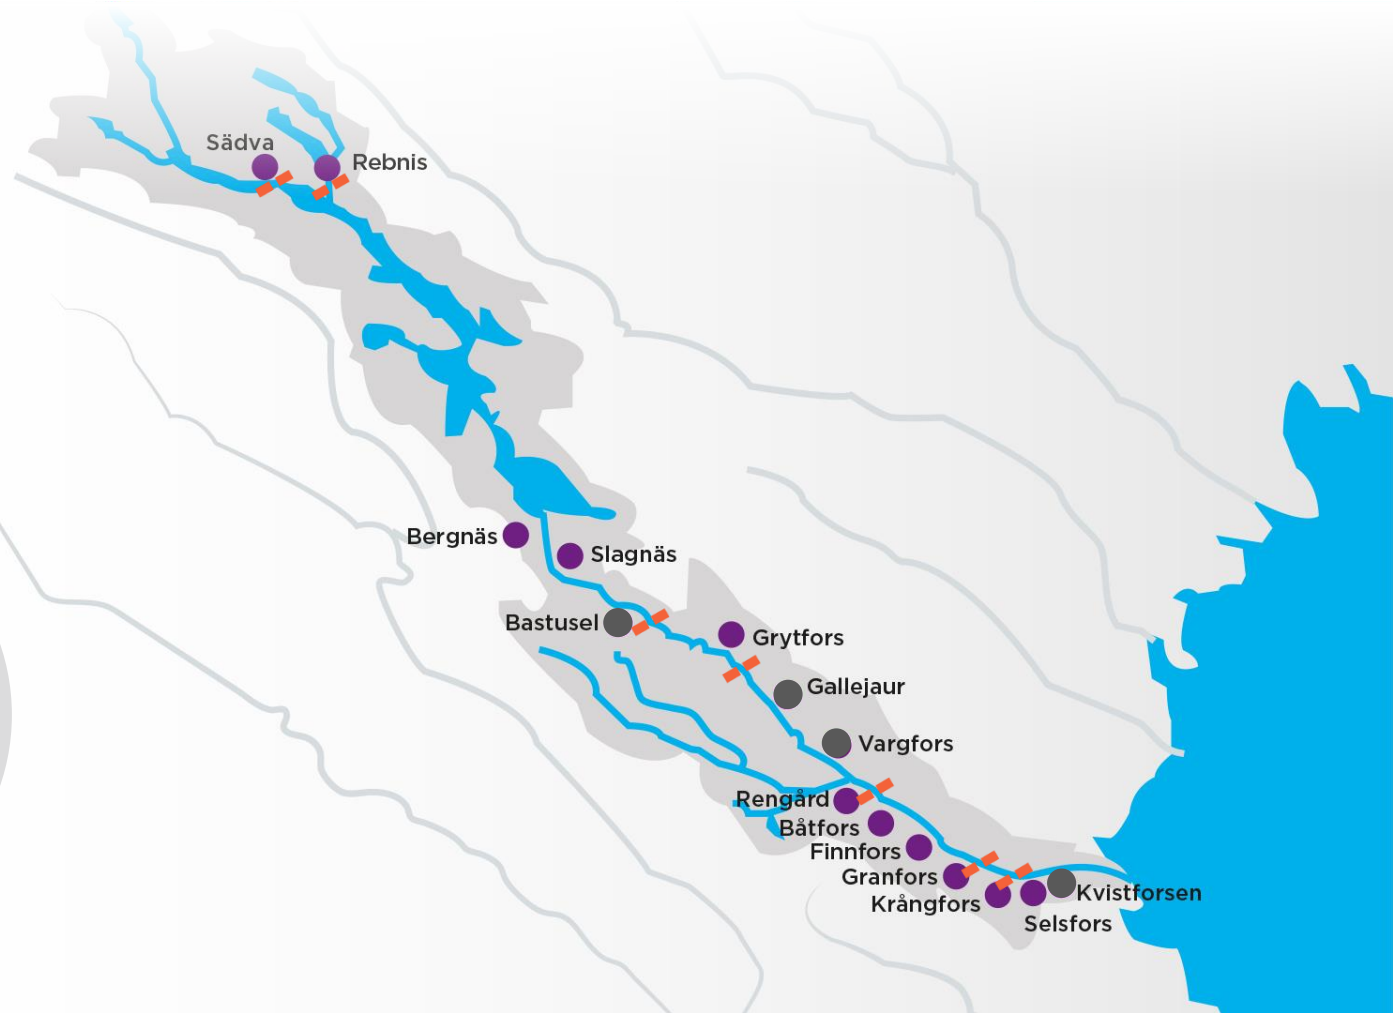 Sädva
Rebnis
Bergnäs
Slagnäs
Bastusel
Grytfors
Gallejaur
Vargfors
Rengård
Båtfors
Finnfors
Granfors
Krångfors
Kvistforsen
Selsfors